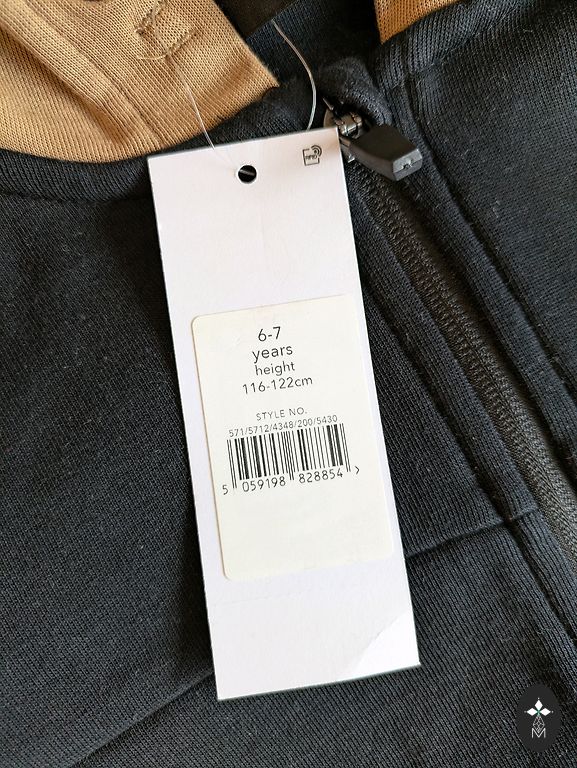 RFID
6-7
years
height
116-122cm
STYLE NO.
571/5712/4348/200/5430
5 059198 828854 >
M